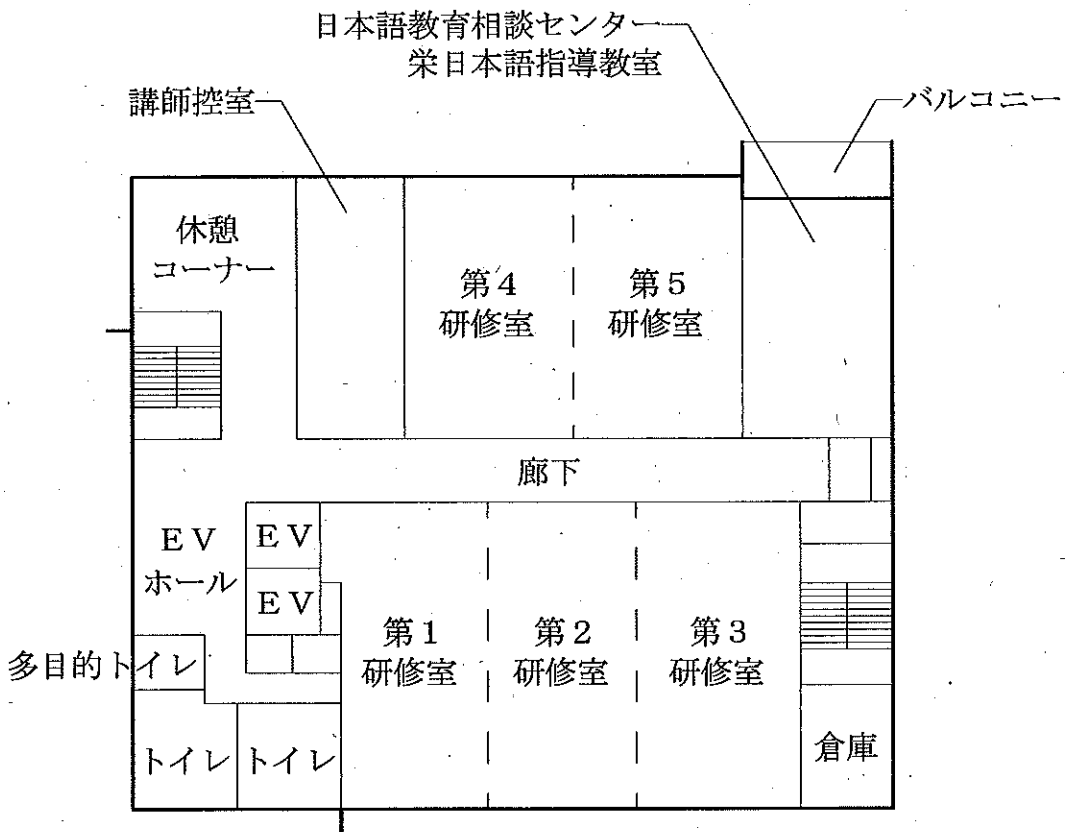 日本語教育相談センター
栄日本語指導教室
講師控室
バルコニー
休憩
コーナー
第4
研修室
第5
研修室
廊下
EV
ホール
EV
EV
第1
研修室
第2
研修室
第3
研修室
多目的トイレ
トイレ
トイレ
倉庫